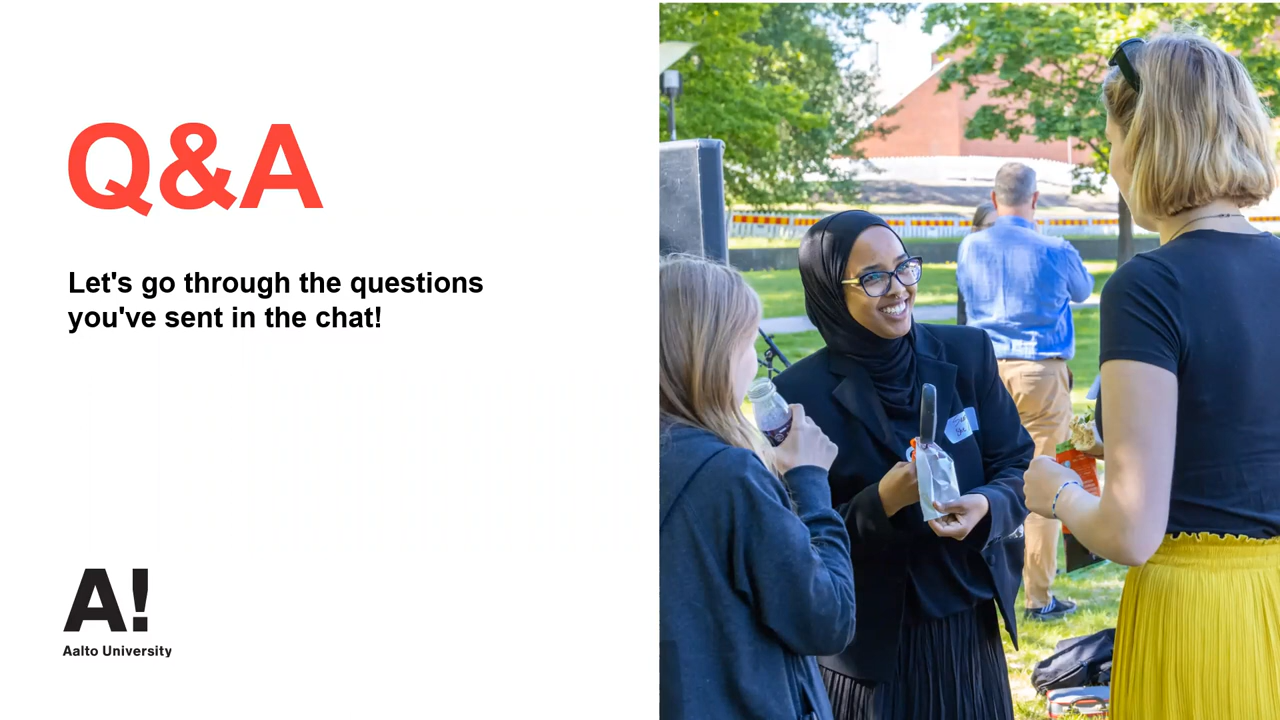 Q&A
Let's go through the questions
you've sent in the chat!
A!
Aalto University